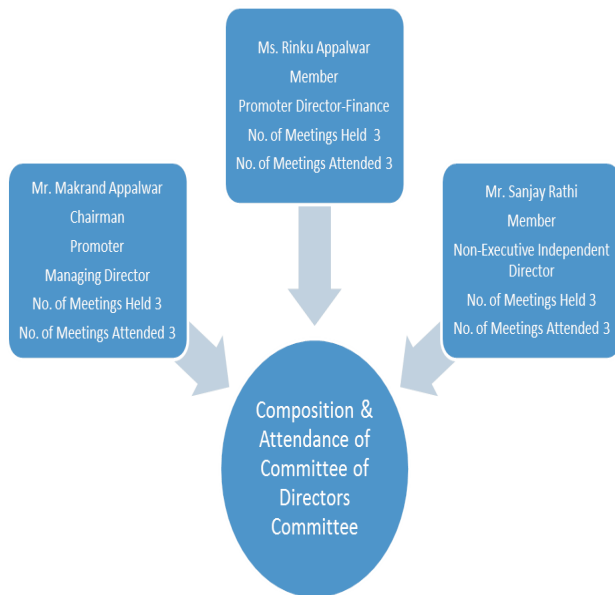 Ms. Rinku Appalwar
Member
Promoter Director-Finance
No. of Meetings Held 3
No. of Meetings Attended 3
Mr. Makrand Appalwar
Chairman
Promoter
Managing Director
No. of Meetings Held 3
No. of Meetings Attended 3
Mr. Sanjay Rathi
Member
Non-Executive Independent
Director
No. of Meetings Held 3
No. of Meetings Attended 3
Composition &
Attendance of
Committee of
Directors
Committee